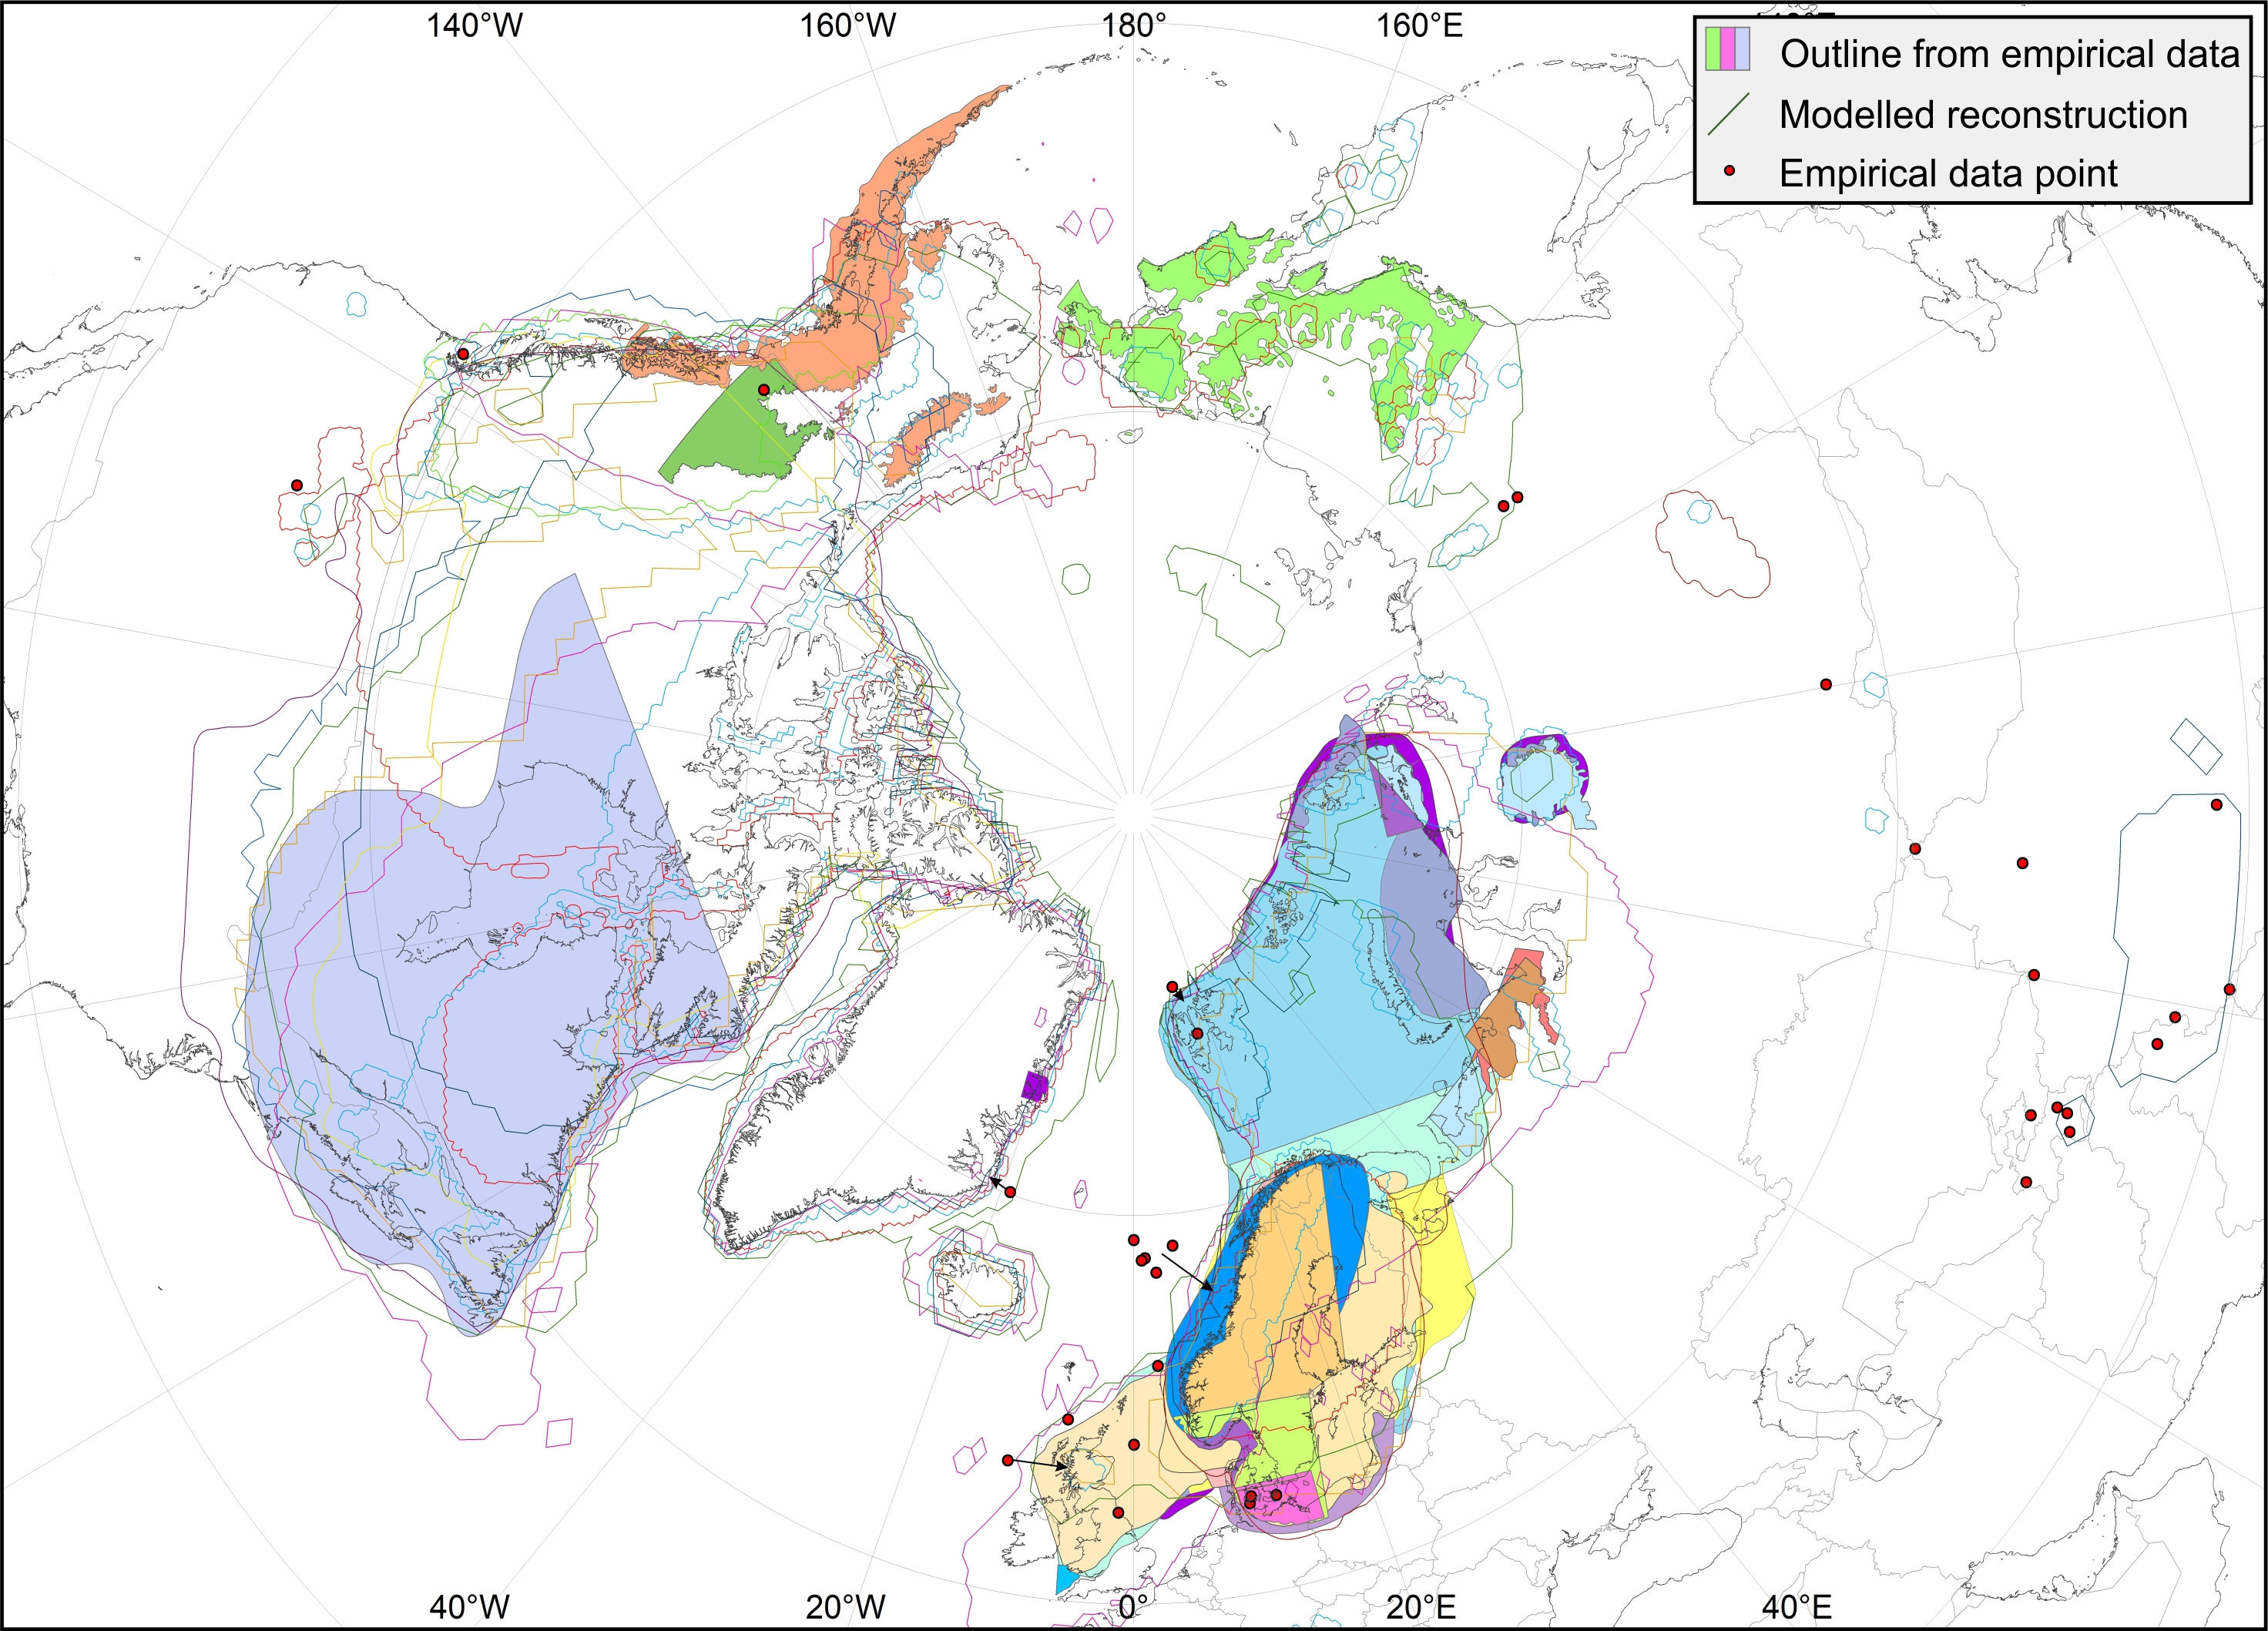 140°W 160°W 180° 160°E
Outline from empirical data
Modelled reconstruction
Empirical data point
40°W 20°W 0° 20°E 40°E